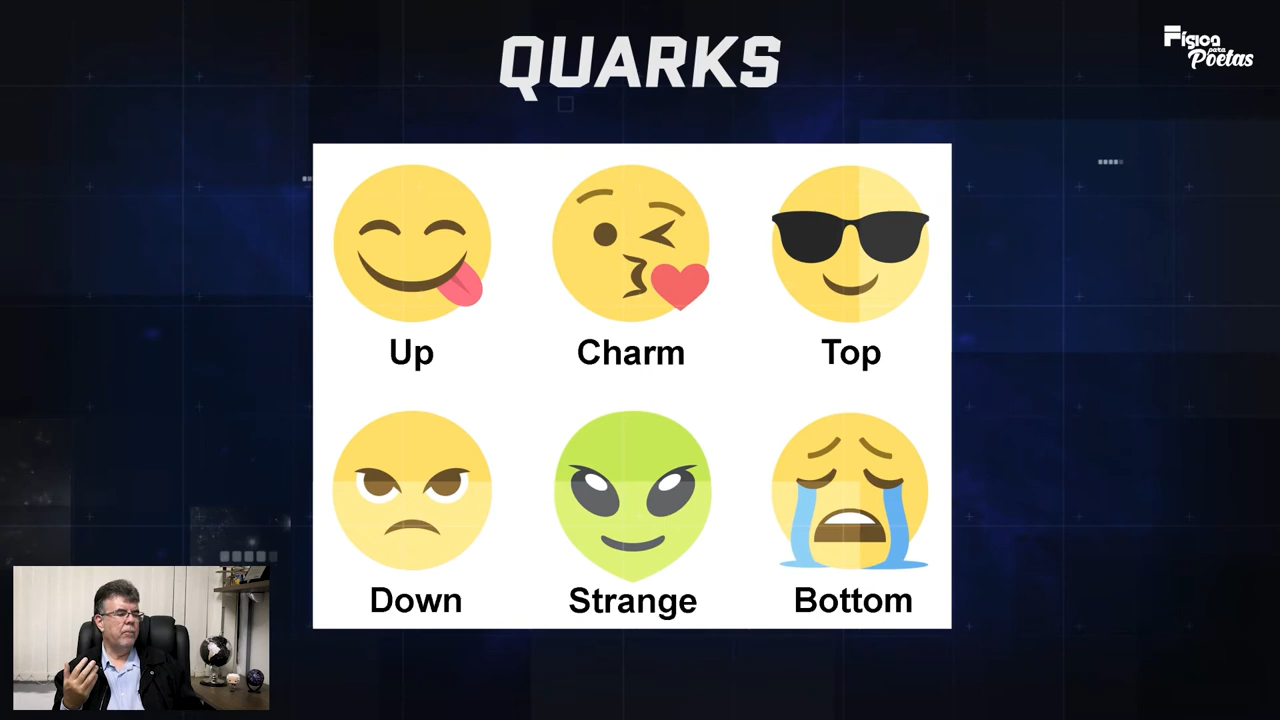 QUARKS
Física
para
Poetas
Up
Charm
Top
Down
Strange
Bottom